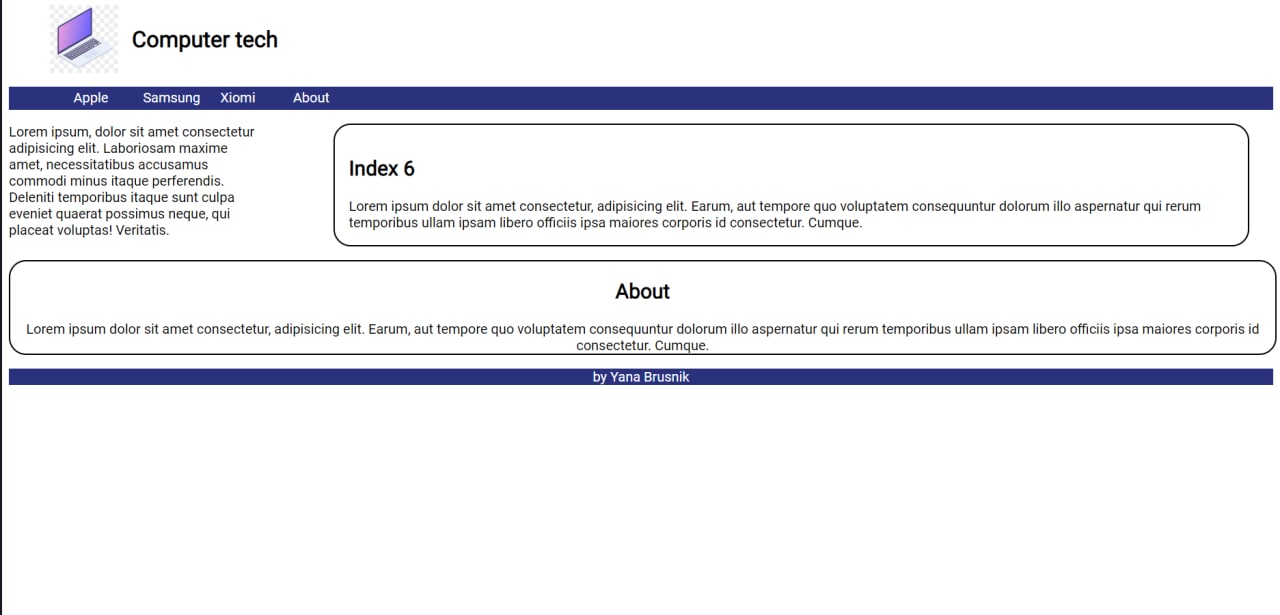 Computer tech
Apple Samsung Xiomi About
Lorem ipsum, dolor sit amet consectetur
adipisicing elit. Laboriosam maxime
amet, necessitatibus accusamus
commodi minus itaque perferendis.
Deleniti temporibus itaque sunt culpa
eveniet quaerat possimus neque, qui
placeat voluptas! Veritatis.
Index 6
Lorem ipsum dolor sit amet consectetur, adipisicing elit. Earum, aut tempore quo voluptatem consequuntur dolorum illo aspernatur qui rerum
temporibus ullam ipsam libero officiis ipsa maiores corporis id consectetur. Cumque.
About
Lorem ipsum dolor sit amet consectetur, adipisicing elit. Earum, aut tempore quo voluptatem consequuntur dolorum illo aspernatur qui rerum temporibus ullam ipsam libero officiis ipsa maiores corporis id
consectetur. Cumque.
by Yana Brusnik